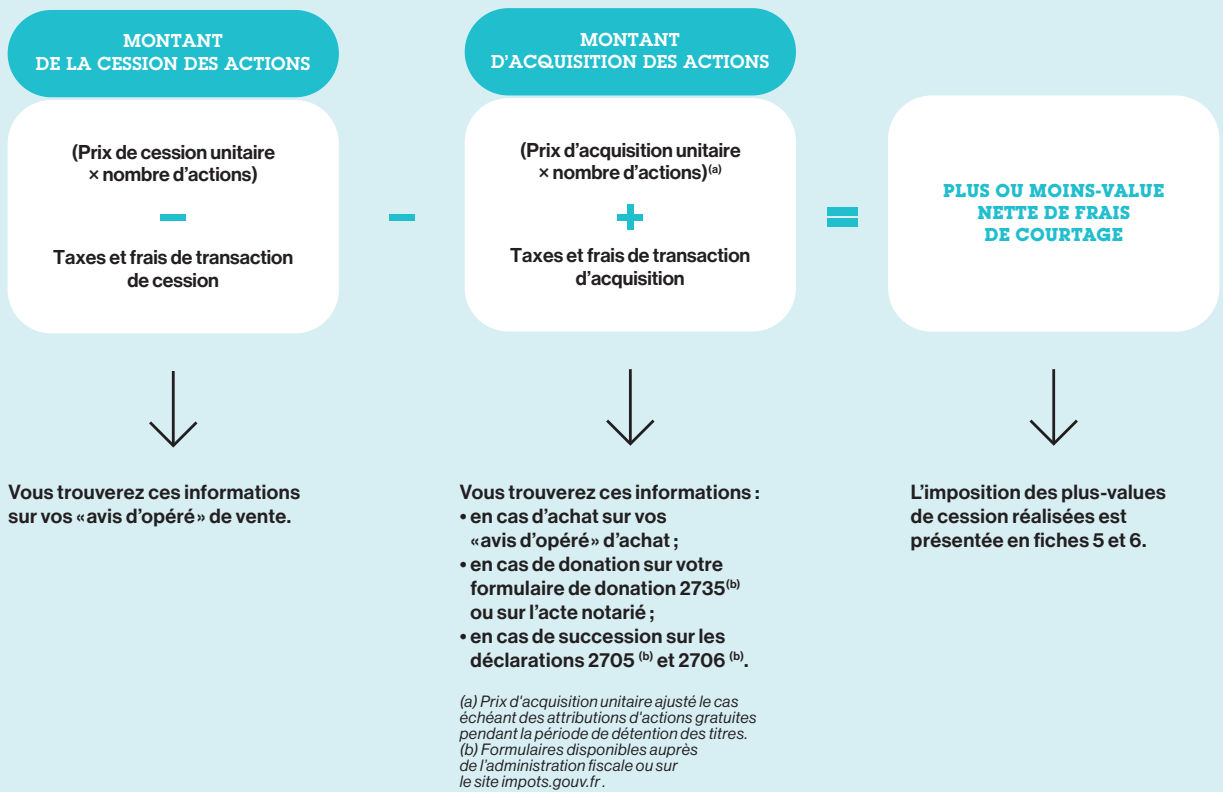 MONTANT
DE LA CESSION DES ACTIONS
(Prix de cession unitaire
× nombre d'actions)
−
Taxes et frais de transaction
de cession
−
MONTANT
D'ACQUISITION DES ACTIONS
(Prix d'acquisition unitaire
× nombre d'actions)(a)
+
Taxes et frais de transaction
d'acquisition
=
PLUS OU MOINS-VALUE
NETTE DE FRAIS
DE COURTAGE
Vous trouverez ces informations
sur vos «avis d'opéré» de vente.
Vous trouverez ces informations :
• en cas d'achat sur vos
«avis d'opéré» d'achat ;
• en cas de donation sur votre
formulaire de donation 2735(b)
ou sur l'acte notarié ;
• en cas de succession sur les
déclarations 2705 (b) et 2706 (b).
(a) Prix d'acquisition unitaire ajusté le cas
échéant des attributions d'actions gratuites
pendant la période de détention des titres.
(b) Formulaires disponibles auprès
de l'administration fiscale ou sur
le site impots.gouv.fr .
L'imposition des plus-values
de cession réalisées est
présentée en fiches 5 et 6.